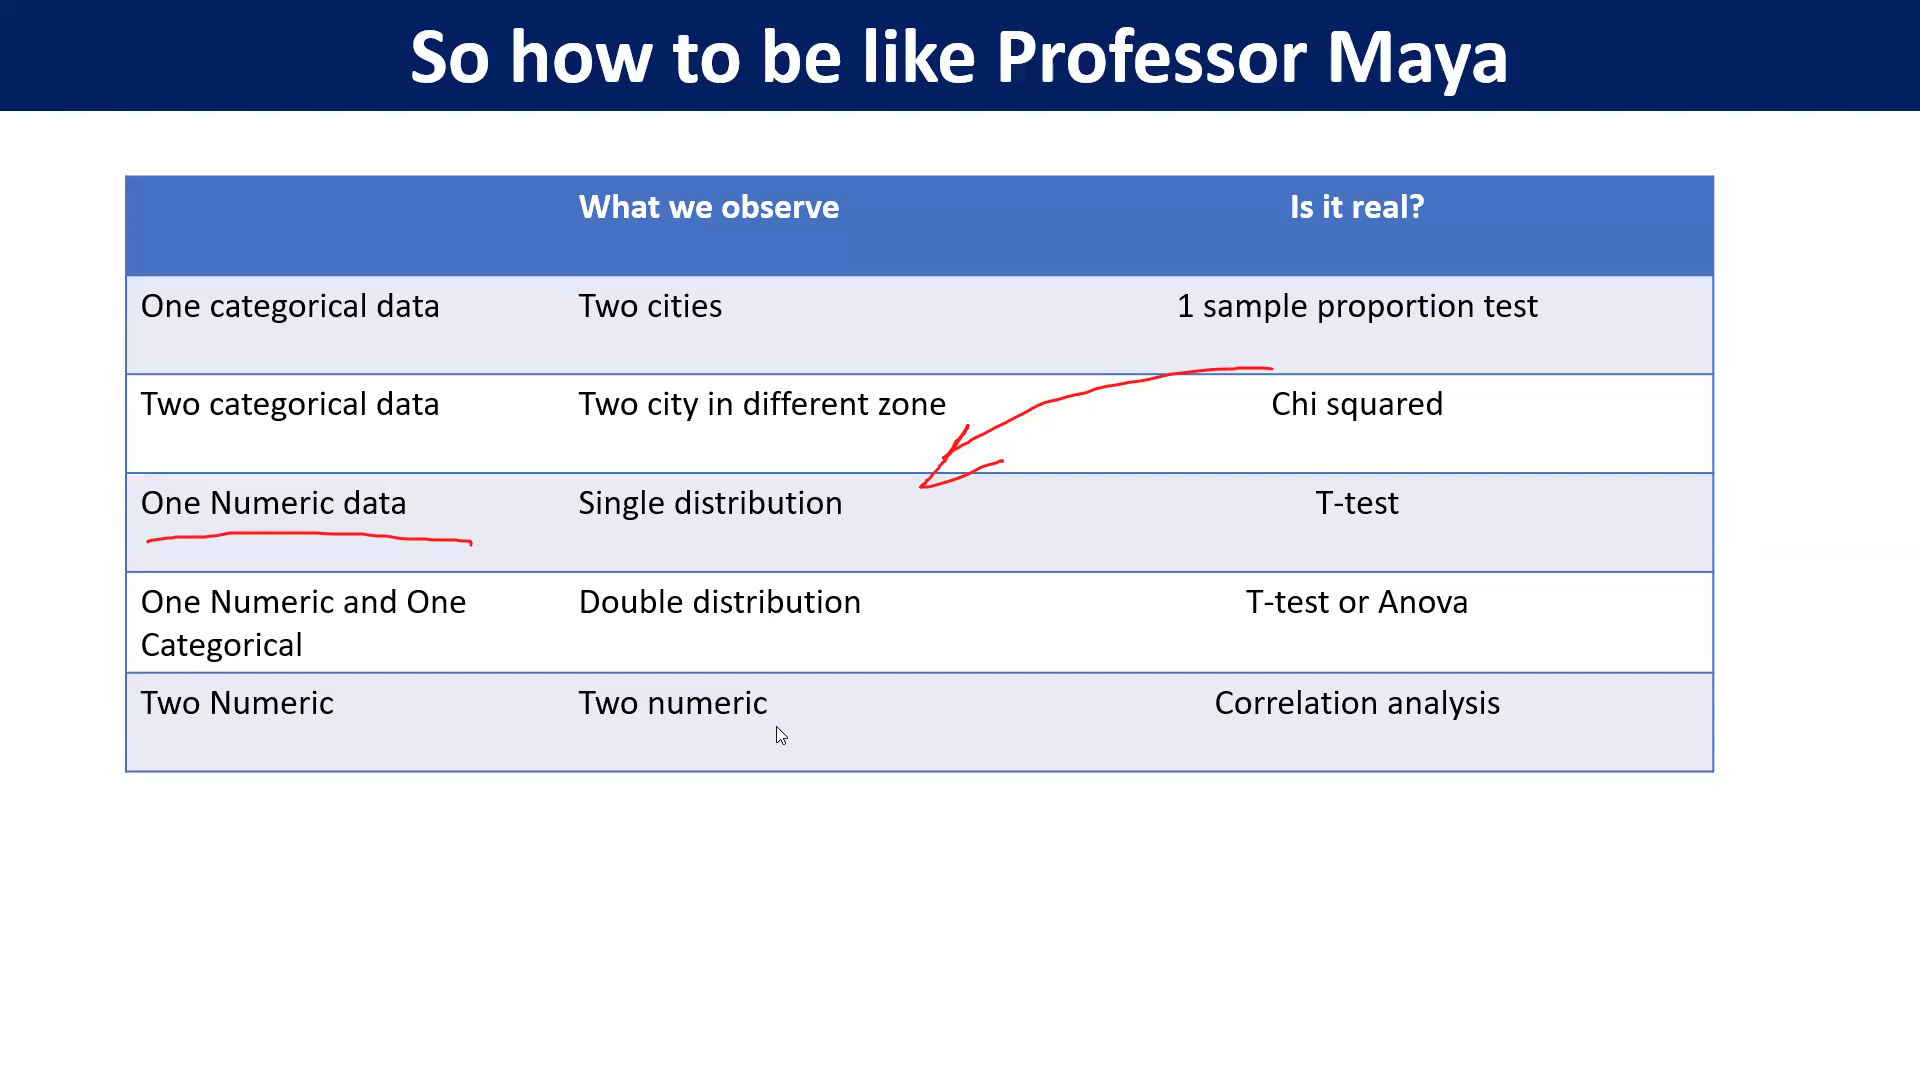 So how to be like Professor Maya
What we observe Is it real?
One categorical data Two cities 1 sample proportion test
Two categorical data Two city in different zone Chi squared
One Numeric data Single distribution T-test
One Numeric and One Double distribution T-test or Anova
Categorical
Two Numeric Two numeric Correlation analysis